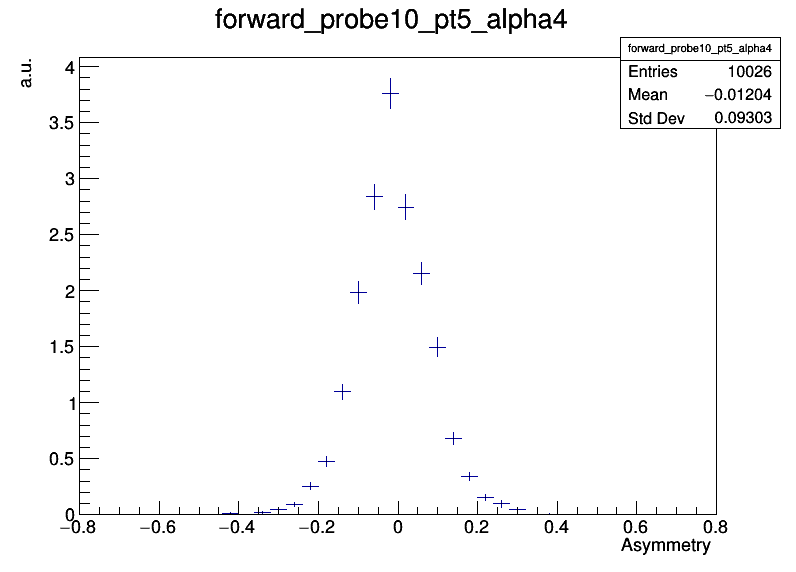 forward_probe10_pt5_alpha4
forward_probe10_pt5_alpha4
Entries 10026
Mean −0.01204
Std Dev 0.09303
a.u.
4
3.5
3
2.5
2
1.5
1
0.5
0
−0.8 −0.6 −0.4 −0.2 0 0.2 0.4 0.6 0.8
Asymmetry